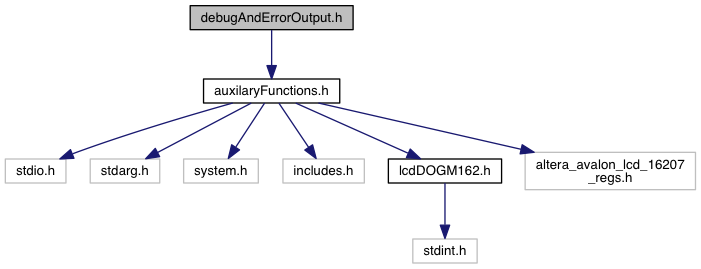 debugAndErrorOutput.h
auxilaryFunctions.h
stdio.h
stdarg.h
system.h
includes.h
lcdDOGM162.h
altera_avalon_lcd_16207
_regs.h
stdint.h